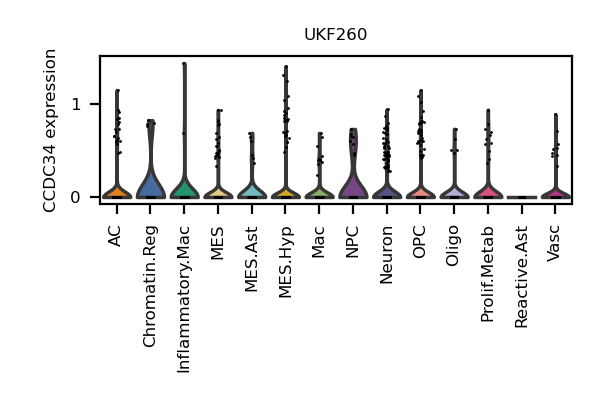 UKF260
CCDC34 expression
1
0
AC
Chromatin.Reg
Inflammatory.Mac
MES
MES.Ast
MES.Hyp
Mac
NPC
Neuron
OPC
Oligo
Prolif.Metab
Reactive.Ast
Vasc